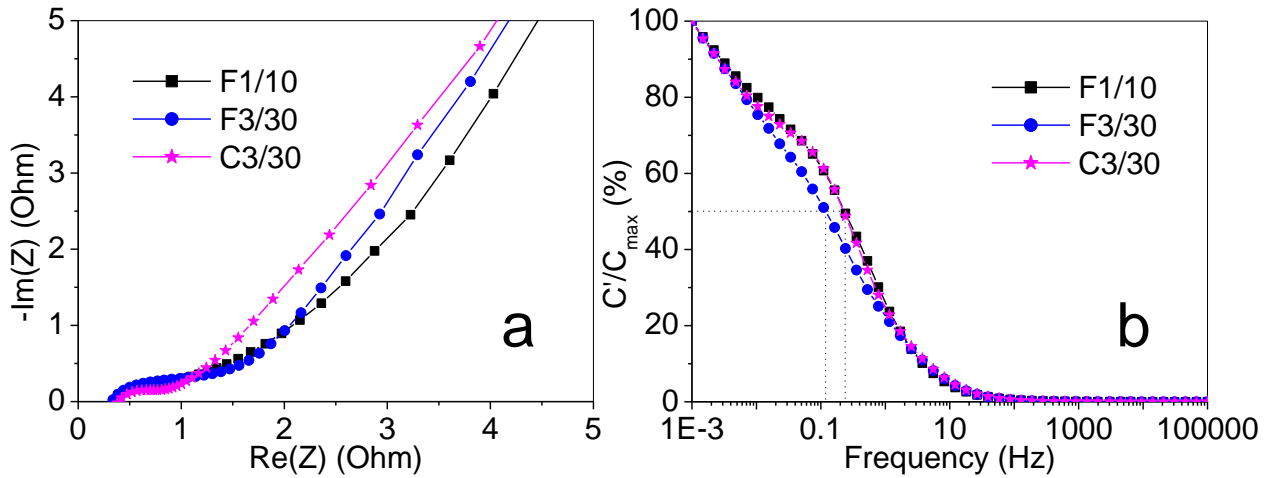 5
4
3
2
1
0
-Im(Z) (Ohm)
F1/10
F3/30
C3/30
a
0
1
2
3
4
5
Re(Z) (Ohm)
100
80
60
40
20
0
C'/C_max (%)
F1/10
F3/30
C3/30
b
1E-3
0.1
10
1000
100000
Frequency (Hz)